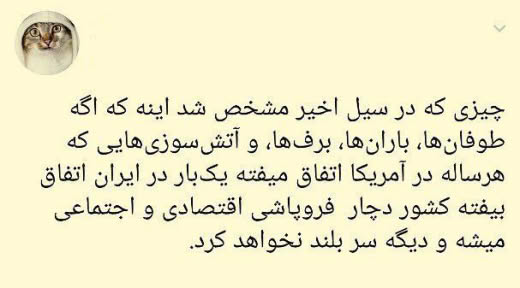 چیزی که در سیل اخیر مشخص شد اینه که اگه
طوفان‌ها، باران‌ها، برف‌ها، و آتش‌سوزی‌هایی که
هرساله در آمریکا اتفاق میفته یک‌بار در ایران اتفاق
بیفته کشور دچار فروپاشی اقتصادی و اجتماعی
میشه و دیگه سر بلند نخواهد کرد.